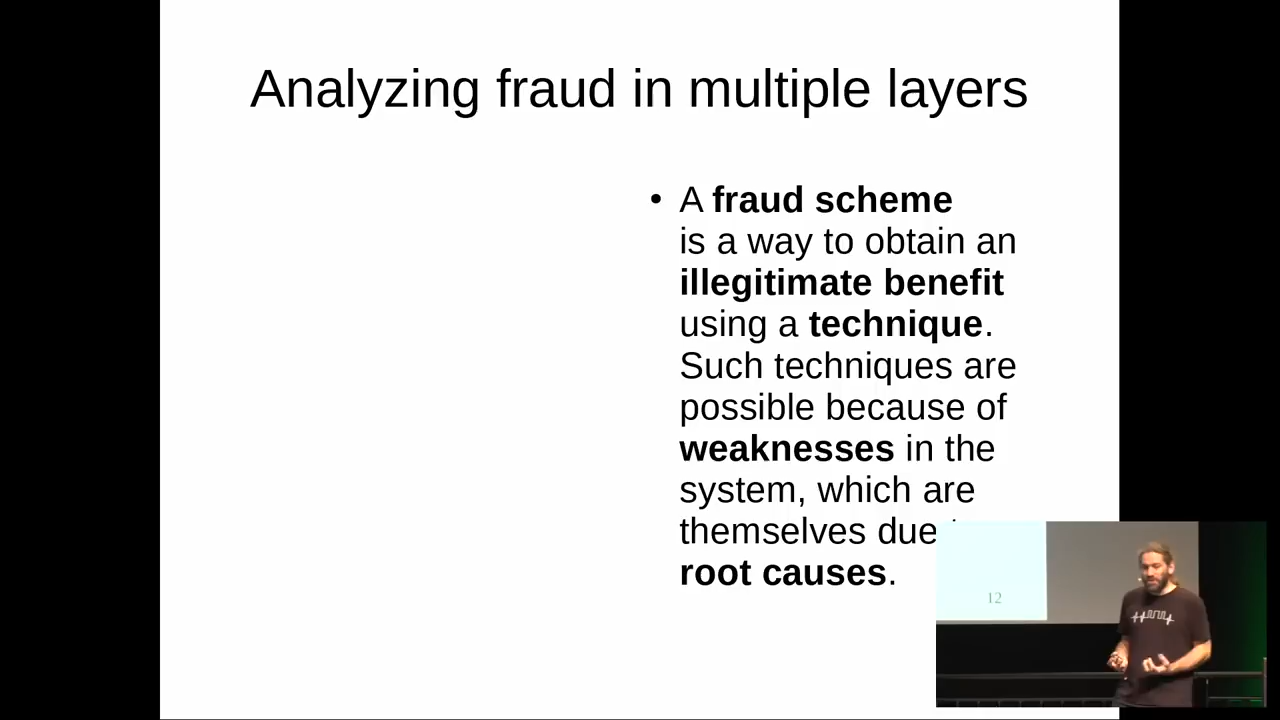 Analyzing fraud in multiple layers
• A fraud scheme
is a way to obtain an
illegitimate benefit
using a technique.
Such techniques are
possible because of
weaknesses in the
system, which are
themselves due
root causes.
12